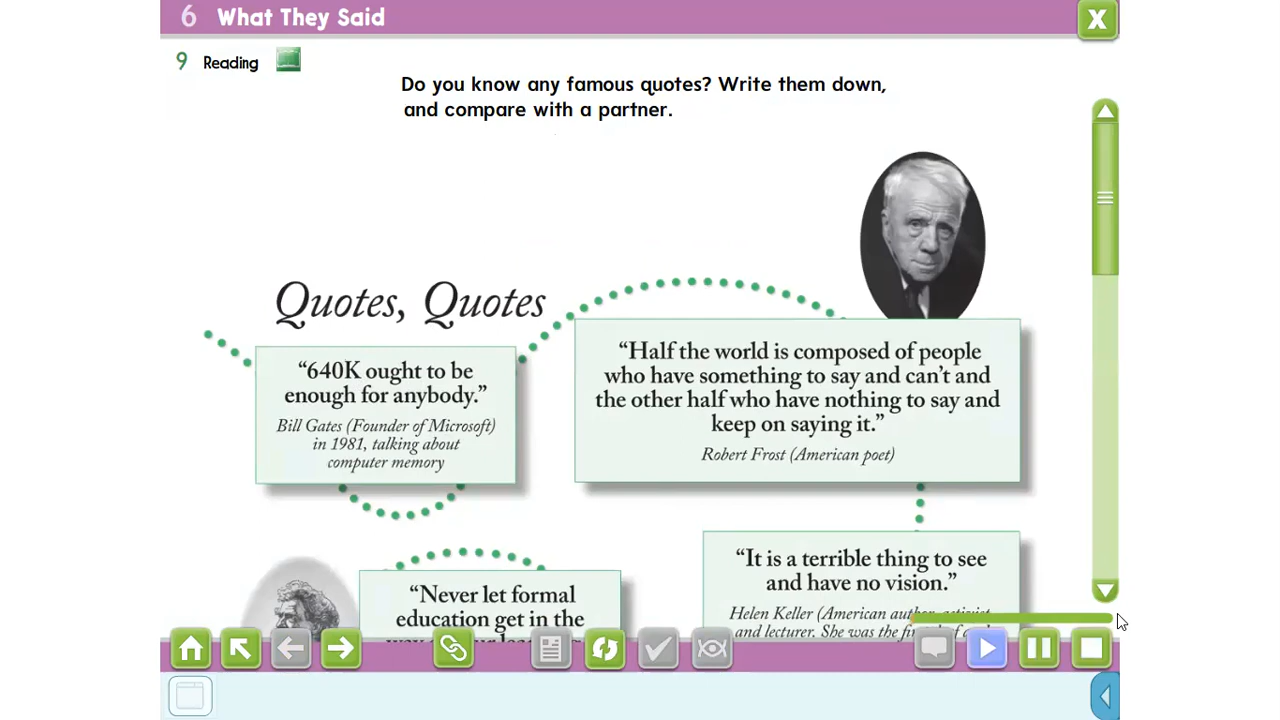 6 What They Said
X
9 Reading
Do you know any famous quotes? Write them down,
and compare with a partner.
Quotes, Quotes
“640K ought to be
enough for anybody.”
Bill Gates (Founder of Microsoft)
in 1981, talking about
computer memory
“Half the world is composed of people
who have something to say and can’t and
the other half who have nothing to say and
keep on saying it.”
Robert Frost (American poet)
“It is a terrible thing to see
and have no vision.”
Helen Keller (American author, activist
and lecturer. She was the
“Never let formal
education get in the